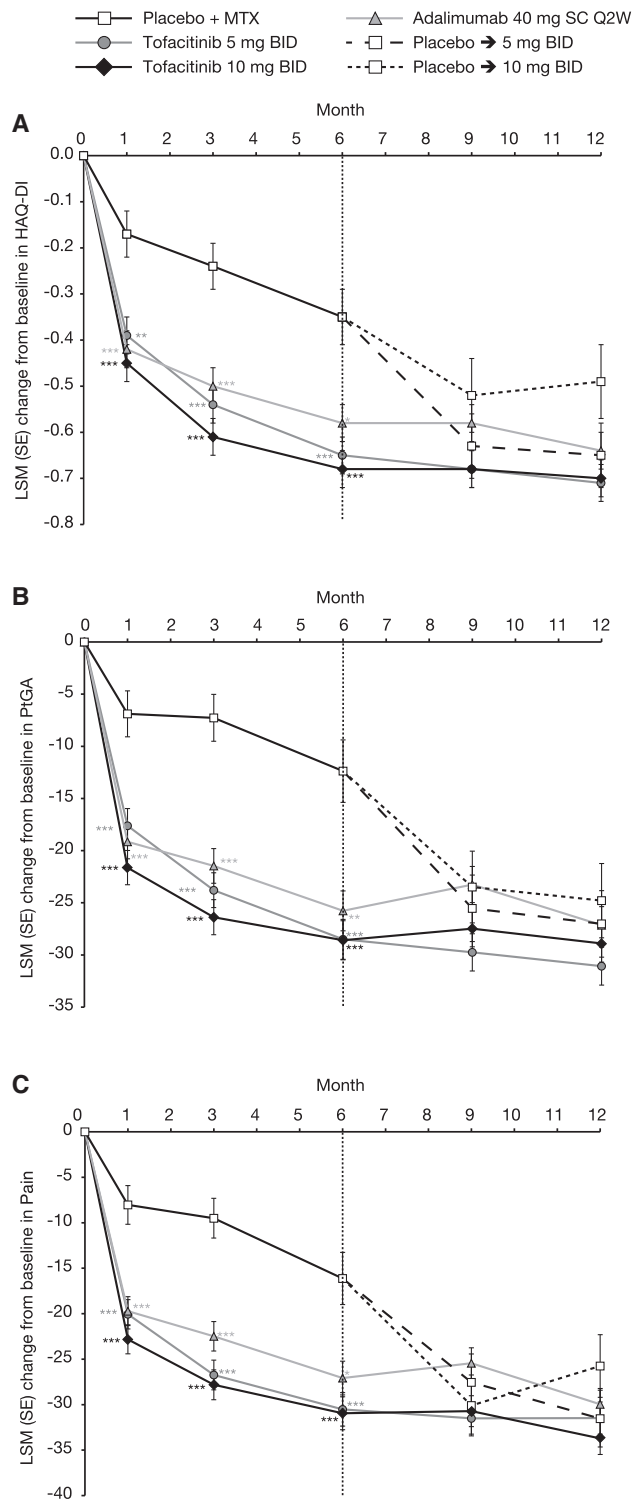 Placebo + MTX
Tofacitinib 5 mg BID
Tofacitinib 10 mg BID
Adalimumab 40 mg SC Q2W
Placebo ➔ 5 mg BID
Placebo ➔ 10 mg BID
A
Month
0 1 2 3 4 5 6 7 8 9 10 11 12
LSM (SE) change from baseline in HAQ-DI
0.0
-0.1
-0.2
-0.3
-0.4
-0.5
-0.6
-0.7
-0.8
**
***
***
***
***
***
***
***
B
Month
0 1 2 3 4 5 6 7 8 9 10 11 12
LSM (SE) change from baseline in PtGA
0
-5
-10
-15
-20
-25
-30
-35
***
***
***
***
***
***
**
***
***
C
Month
0 1 2 3 4 5 6 7 8 9 10 11 12
LSM (SE) change from baseline in Pain
0
-5
-10
-15
-20
-25
-30
-35
-40
***
***
***
***
***
***
***
***